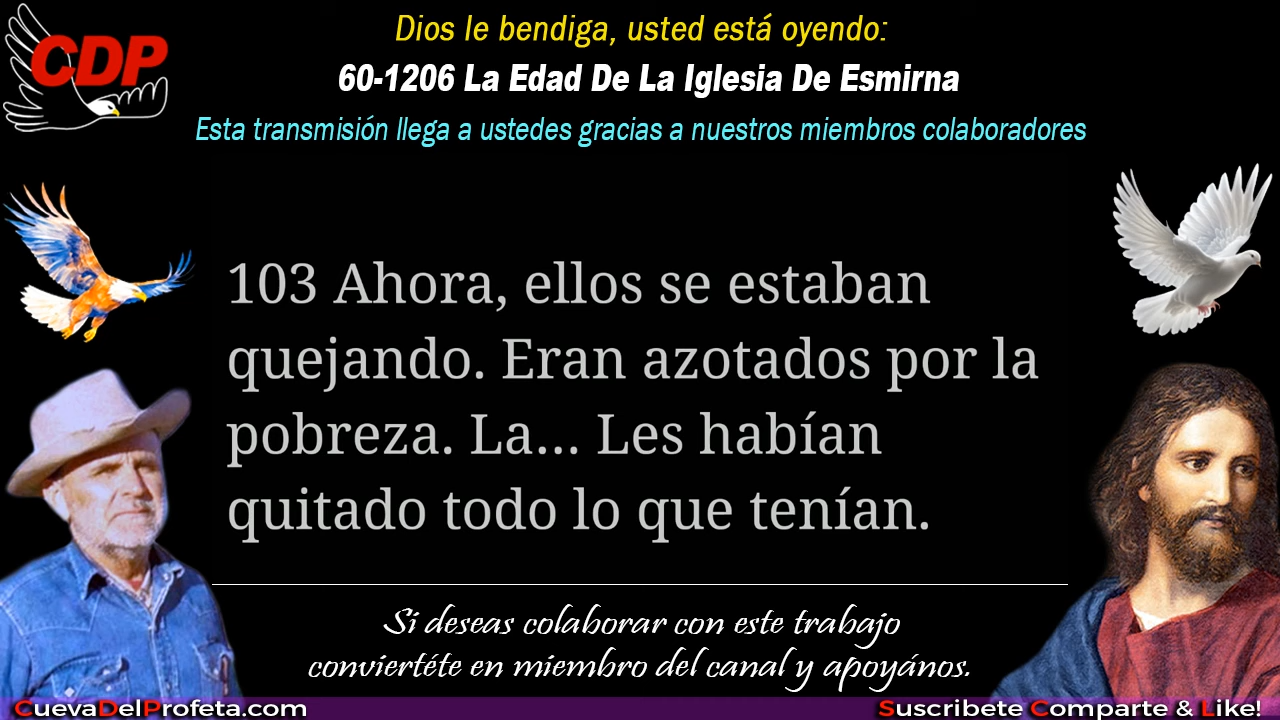 CDP
Dios le bendiga, usted está oyendo:
60-1206 La Edad De La Iglesia De Esmirna
Esta transmisión llega a ustedes gracias a nuestros miembros colaboradores
103 Ahora, ellos se estaban
quejando. Eran azotados por la
pobreza. La... Les habían
quitado todo lo que tenían.
Si deseas colaborar con este trabajo
conviertéte en miembro del canal y apoyános.
CuevaDelProfeta.com
Suscribete Comparte & Like!